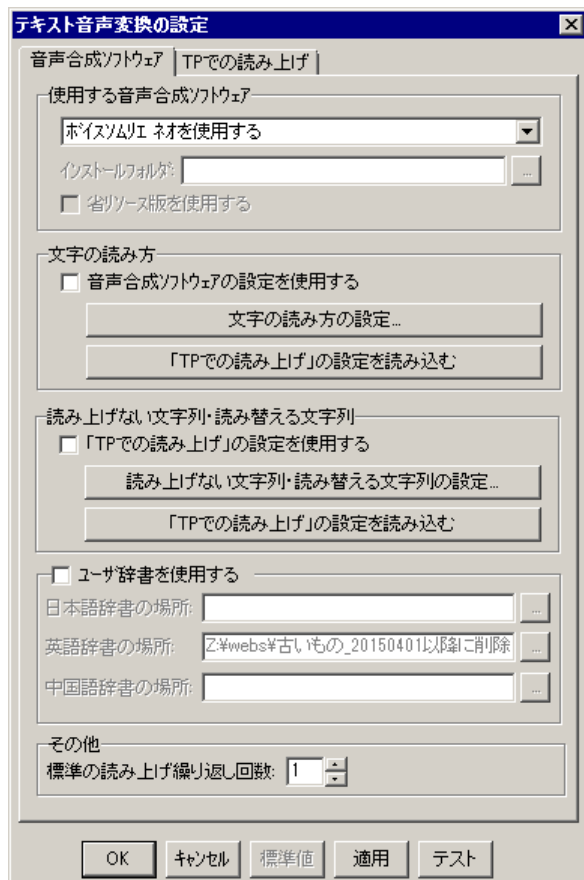 テキスト音声変換の設定
音声合成ソフトウェア TPでの読み上げ
使用する音声合成ソフトウェア
ボイスソムリエ ネオを使用する
インストールフォルダ: ...
省リソース版を使用する
文字の読み方
音声合成ソフトウェアの設定を使用する
文字の読み方の設定...
「TPでの読み上げ」の設定を読み込む
読み上げない文字列・読み替える文字列
「TPでの読み上げ」の設定を使用する
読み上げない文字列・読み替える文字列の設定...
「TPでの読み上げ」の設定を読み込む
ユーザ辞書を使用する
日本語辞書の場所: ...
英語辞書の場所: Z:¥webs¥古いもの_20150401以降に削除 ...
中国語辞書の場所: ...
その他
標準の読み上げ繰り返し回数: 1
OK キャンセル 標準値 適用 テスト